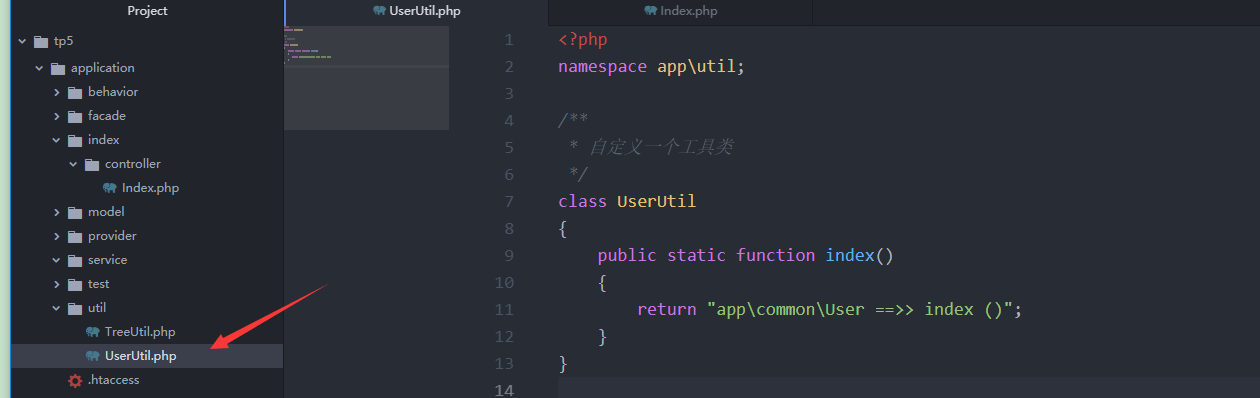 Project
tp5
application
behavior
facade
index
controller
Index.php
model
provider
service
test
util
TreeUtil.php
UserUtil.php
.htaccess
UserUtil.php
Index.php
1 <?php
2 namespace app\util;
3
4 /**
5 * 自定义一个工具类
6 */
7 class UserUtil
8 {
9 public static function index()
10 {
11 return "app\common\User ==>> index ()";
12 }
13 }
14